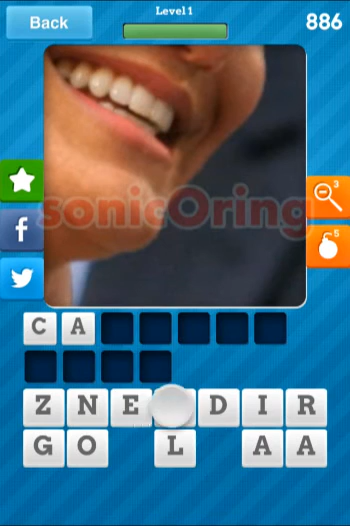 Back
Level 1
886
3
f
sonicOring
5
C A
Z N E D I R
G O L A A